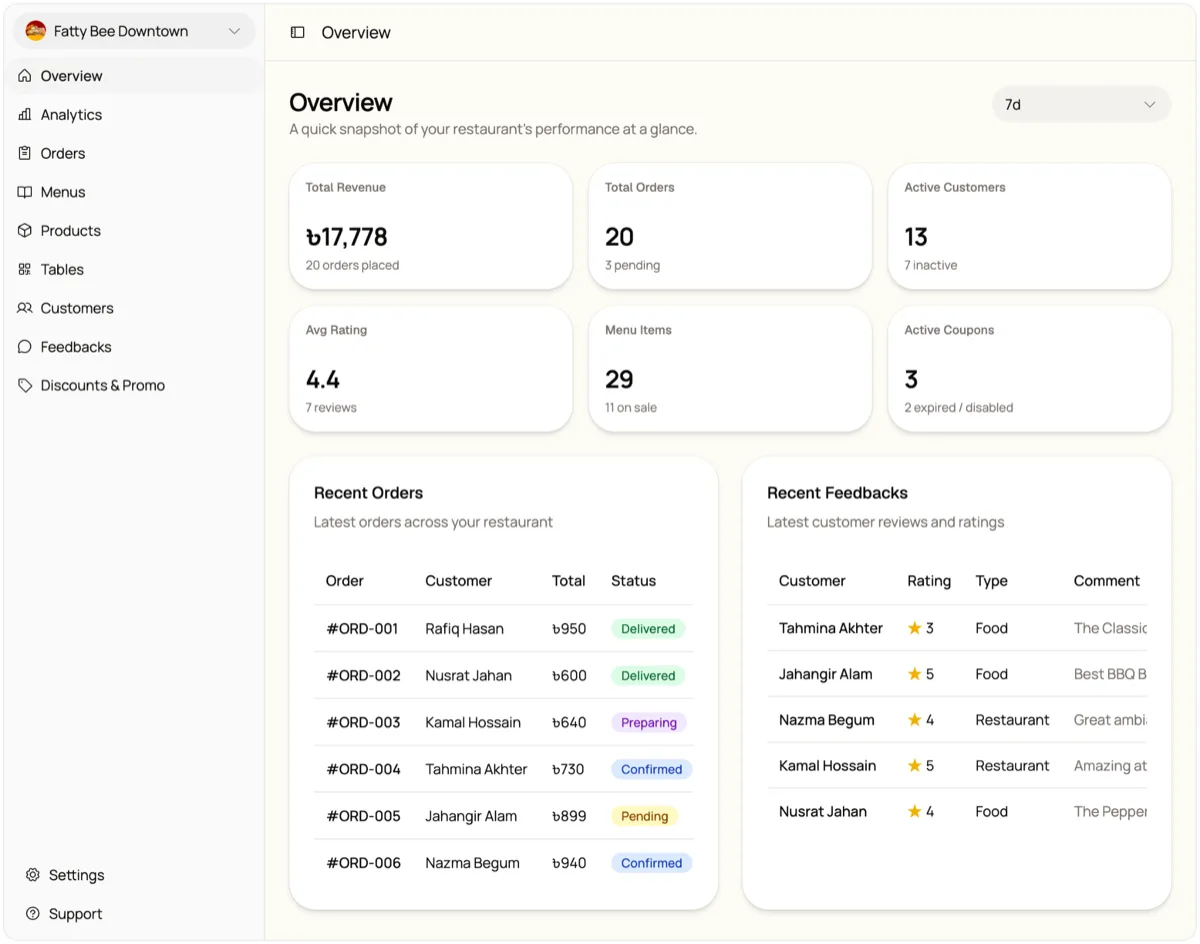 Fatty Bee Downtown
Overview
Analytics
Orders
Menus
Products
Tables
Customers
Feedbacks
Discounts & Promo
Settings
Support
Overview
Overview
A quick snapshot of your restaurant's performance at a glance.
7d
Total Revenue
৳17,778
20 orders placed
Total Orders
20
3 pending
Active Customers
13
7 inactive
Avg Rating
4.4
7 reviews
Menu Items
29
11 on sale
Active Coupons
3
2 expired / disabled
Recent Orders
Latest orders across your restaurant
Order Customer Total Status
#ORD-001 Rafiq Hasan ৳950 Delivered
#ORD-002 Nusrat Jahan ৳600 Delivered
#ORD-003 Kamal Hossain ৳640 Preparing
#ORD-004 Tahmina Akhter ৳730 Confirmed
#ORD-005 Jahangir Alam ৳899 Pending
#ORD-006 Nazma Begum ৳940 Confirmed
Recent Feedbacks
Latest customer reviews and ratings
Customer Rating Type Comment
Tahmina Akhter 3 Food The Classic
Jahangir Alam 5 Food Best BBQ B
Nazma Begum 4 Restaurant Great ambi
Kamal Hossain 5 Restaurant Amazing at
Nusrat Jahan 4 Food The Pepper